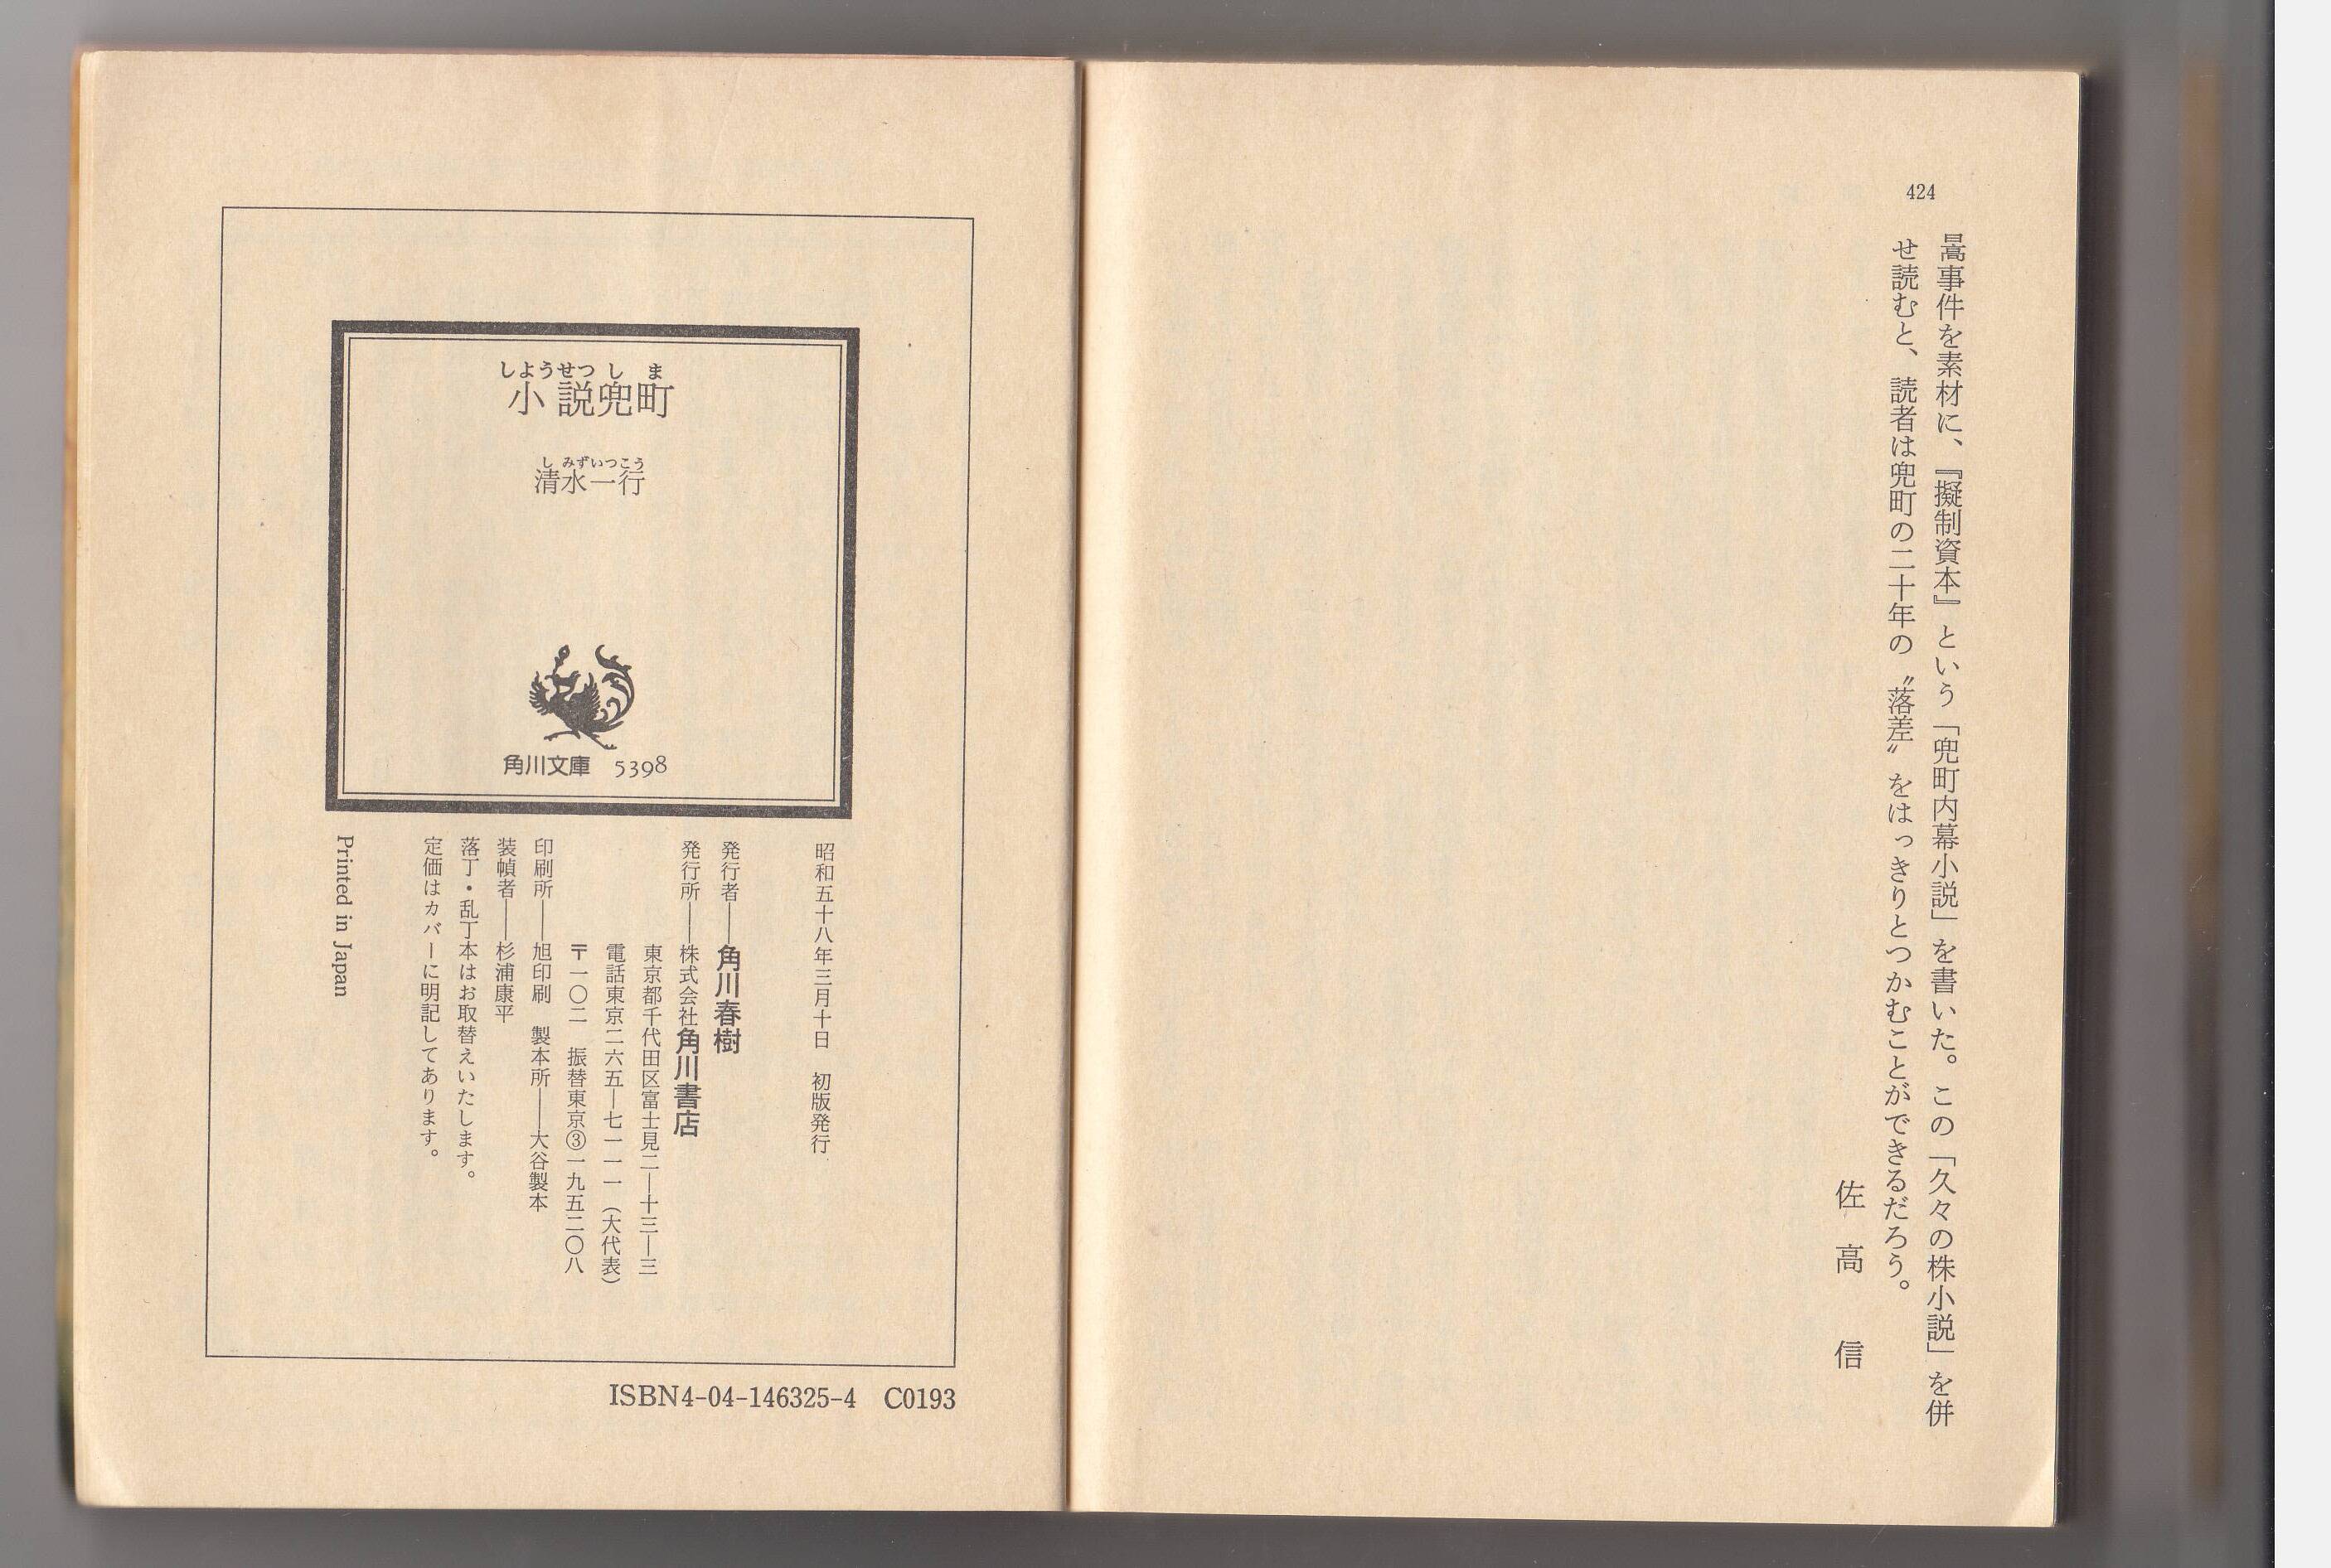 424
暴事件を素材に、『擬制資本』という「兜町内幕小説」を書いた。この「久々の株小説」を併
せ読むと、読者は兜町の二十年の〝落差〟をはっきりとつかむことができるだろう。
佐高 信
しようせつしま
小説兜町
しみずいつこう
清水一行
角川文庫 5398
昭和五十八年三月十日 初版発行
発行者――角川春樹
発行所――株式会社角川書店
東京都千代田区富士見二―十三―三
電話東京二六五―七一一一(大代表)
〒一〇二 振替東京③一九五二〇八
印刷所――旭印刷 製本所――大谷製本
装幀者――杉浦康平
落丁・乱丁本はお取替えいたします。
定価はカバーに明記してあります。
Printed in Japan
ISBN4-04-146325-4 C0193